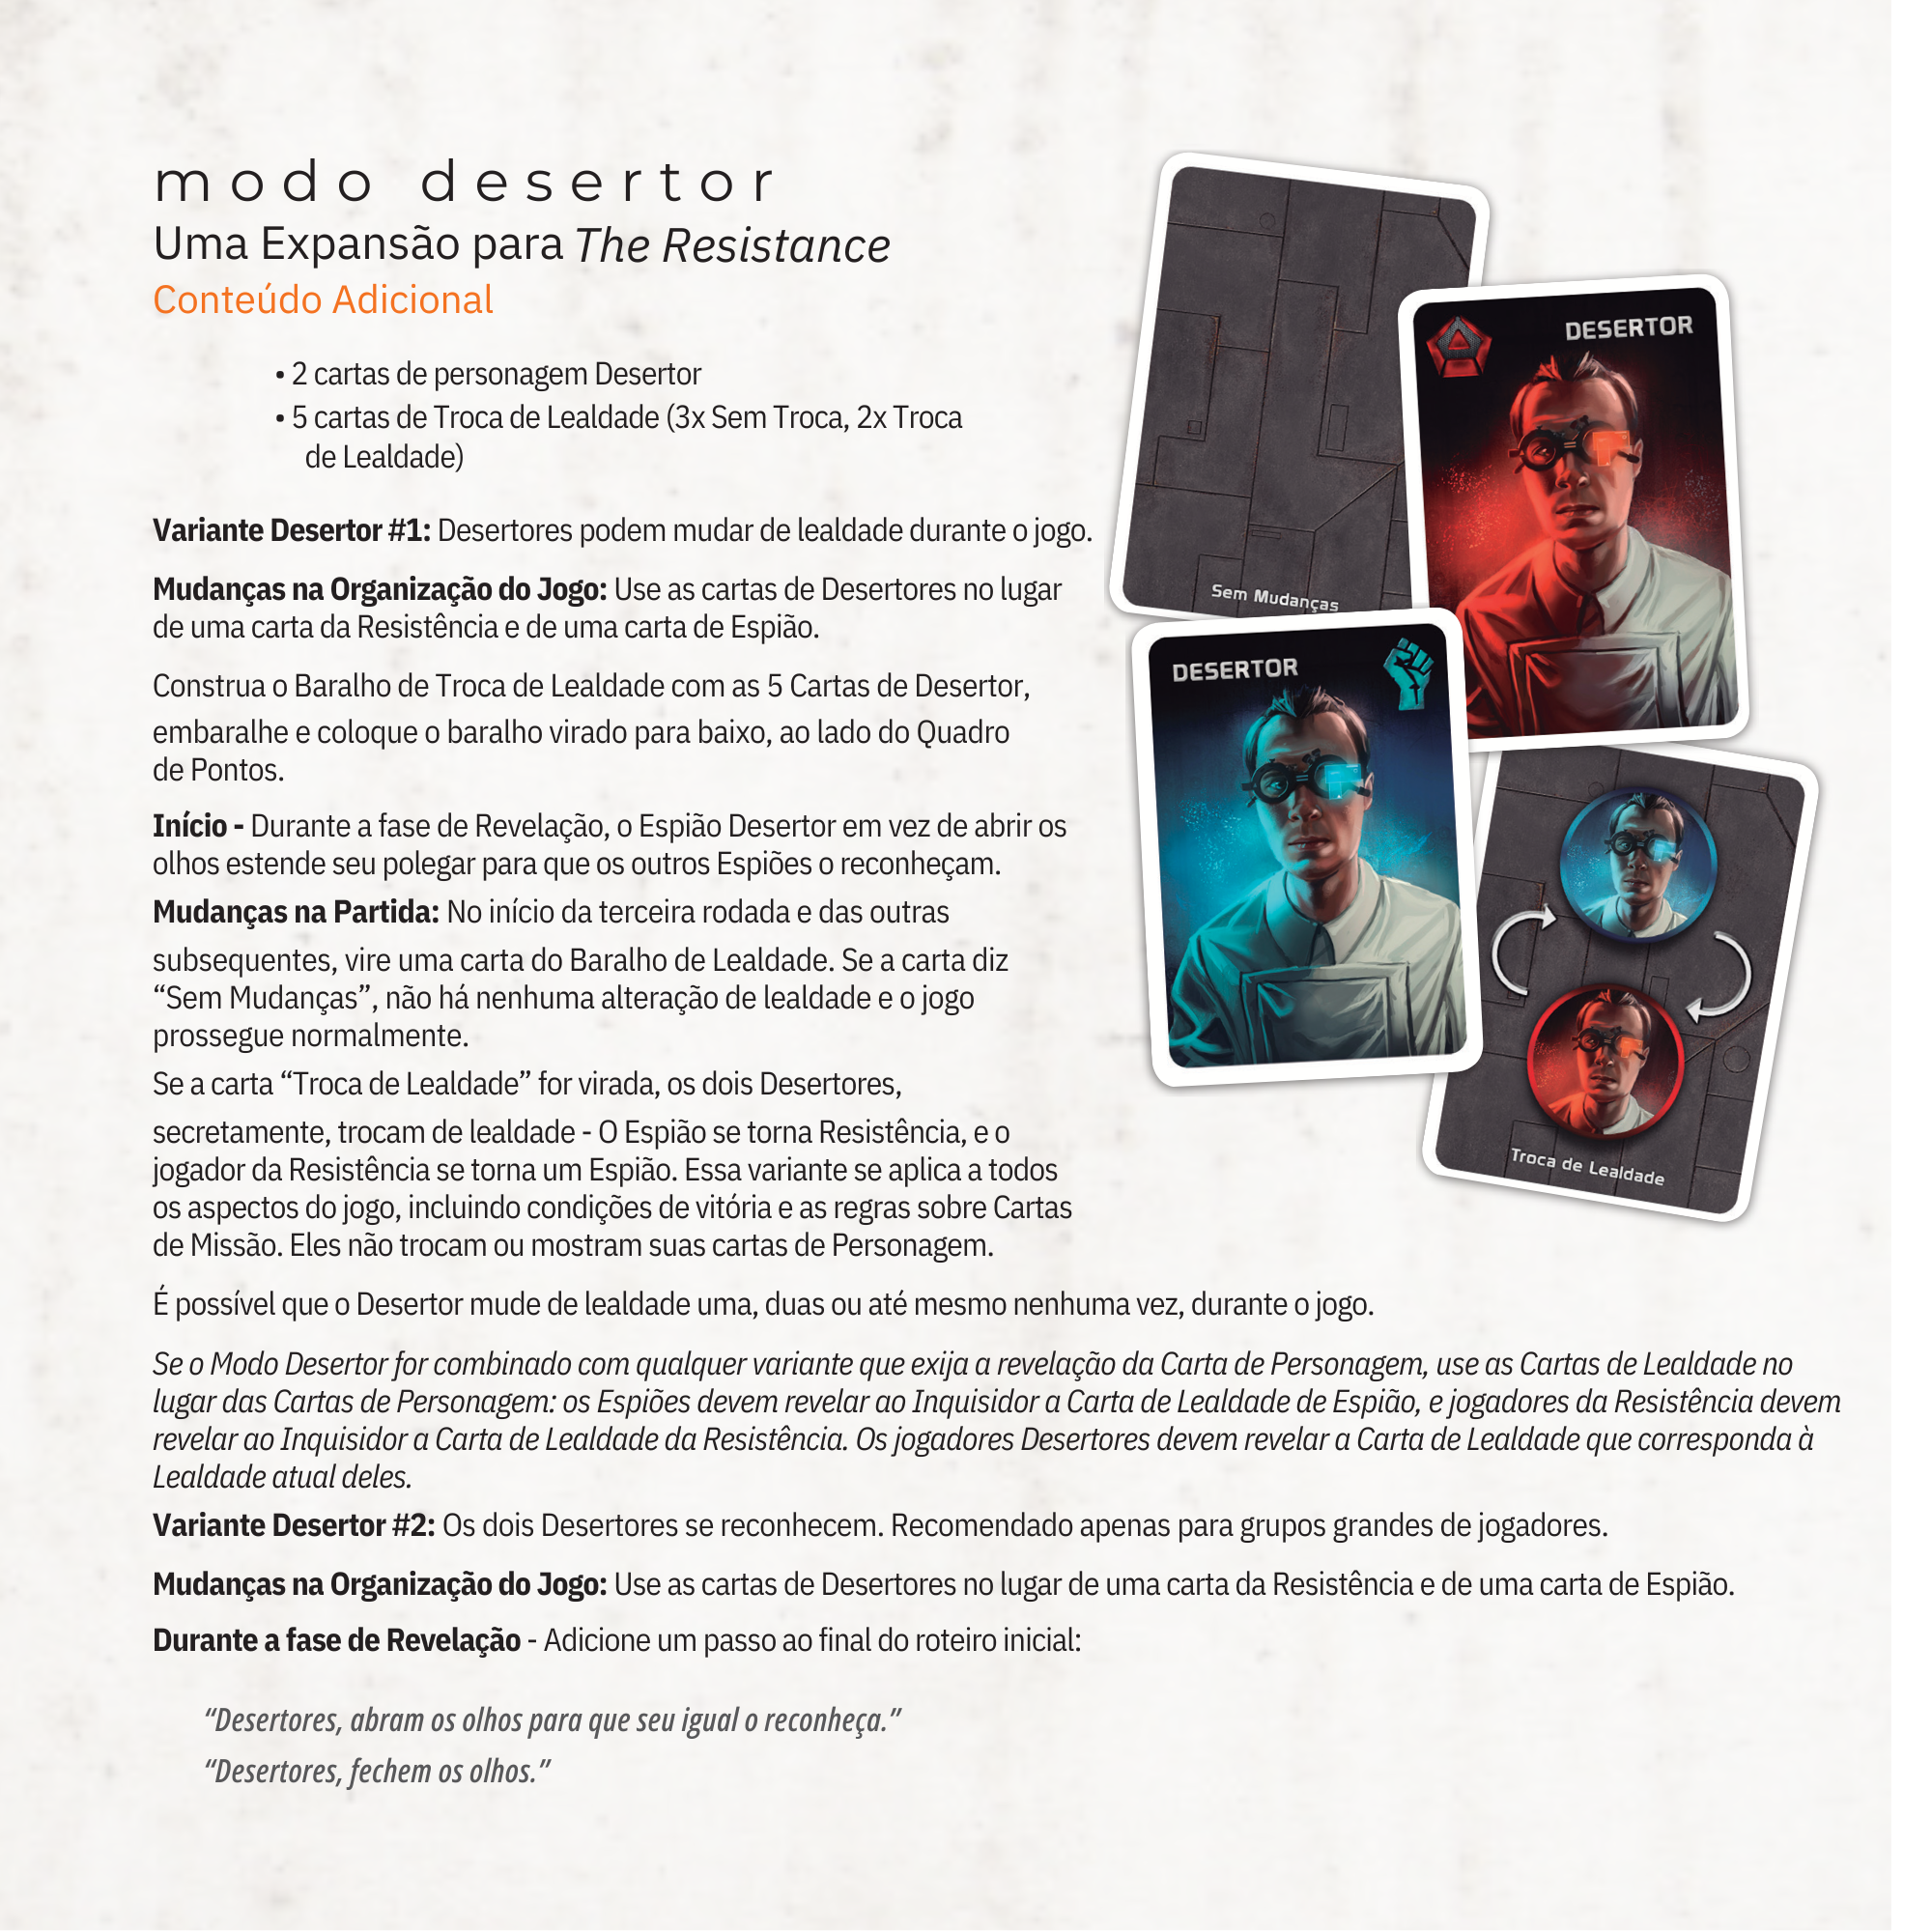 modo desertor
Uma Expansão para The Resistance
Conteúdo Adicional
• 2 cartas de personagem Desertor
• 5 cartas de Troca de Lealdade (3x Sem Troca, 2x Troca
de Lealdade)
Variante Desertor #1: Desertores podem mudar de lealdade durante o jogo.
Mudanças na Organização do Jogo: Use as cartas de Desertores no lugar
de uma carta da Resistência e de uma carta de Espião.
Construa o Baralho de Troca de Lealdade com as 5 Cartas de Desertor,
embaralhe e coloque o baralho virado para baixo, ao lado do Quadro
de Pontos.
Início - Durante a fase de Revelação, o Espião Desertor em vez de abrir os
olhos estende seu polegar para que os outros Espiões o reconheçam.
Mudanças na Partida: No início da terceira rodada e das outras
subsequentes, vire uma carta do Baralho de Lealdade. Se a carta diz
“Sem Mudanças”, não há nenhuma alteração de lealdade e o jogo
prossegue normalmente.
Se a carta “Troca de Lealdade” for virada, os dois Desertores,
secretamente, trocam de lealdade - O Espião se torna Resistência, e o
jogador da Resistência se torna um Espião. Essa variante se aplica a todos
os aspectos do jogo, incluindo condições de vitória e as regras sobre Cartas
de Missão. Eles não trocam ou mostram suas cartas de Personagem.
É possível que o Desertor mude de lealdade uma, duas ou até mesmo nenhuma vez, durante o jogo.
Se o Modo Desertor for combinado com qualquer variante que exija a revelação da Carta de Personagem, use as Cartas de Lealdade no
lugar das Cartas de Personagem: os Espiões devem revelar ao Inquisidor a Carta de Lealdade de Espião, e jogadores da Resistência devem
revelar ao Inquisidor a Carta de Lealdade da Resistência. Os jogadores Desertores devem revelar a Carta de Lealdade que corresponda à
Lealdade atual deles.
Variante Desertor #2: Os dois Desertores se reconhecem. Recomendado apenas para grupos grandes de jogadores.
Mudanças na Organização do Jogo: Use as cartas de Desertores no lugar de uma carta da Resistência e de uma carta de Espião.
Durante a fase de Revelação - Adicione um passo ao final do roteiro inicial:
“Desertores, abram os olhos para que seu igual o reconheça.”
“Desertores, fechem os olhos.”
DESERTOR
Sem Mudanças
DESERTOR
Troca de Lealdade